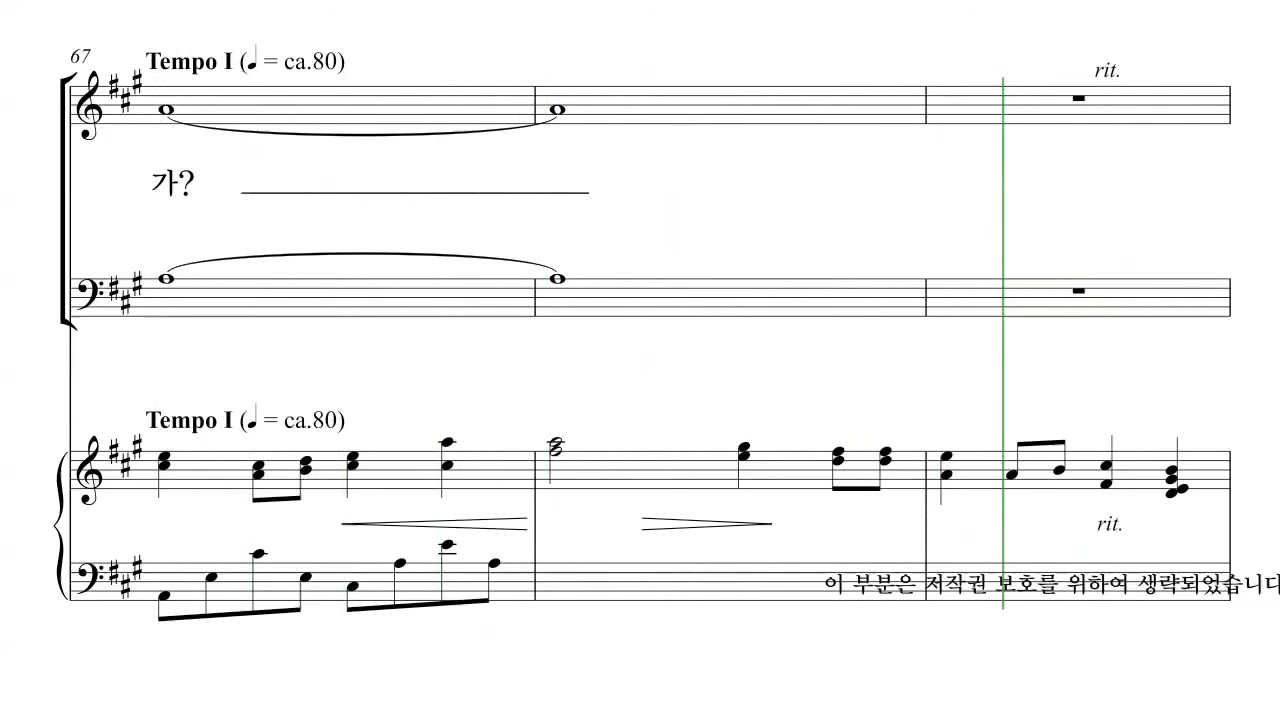 67
Tempo I (♩ = ca.80)
rit.
가?
Tempo I (♩ = ca.80)
rit.
이 부분은 저작권 보호를 위하여 생략되었습니다